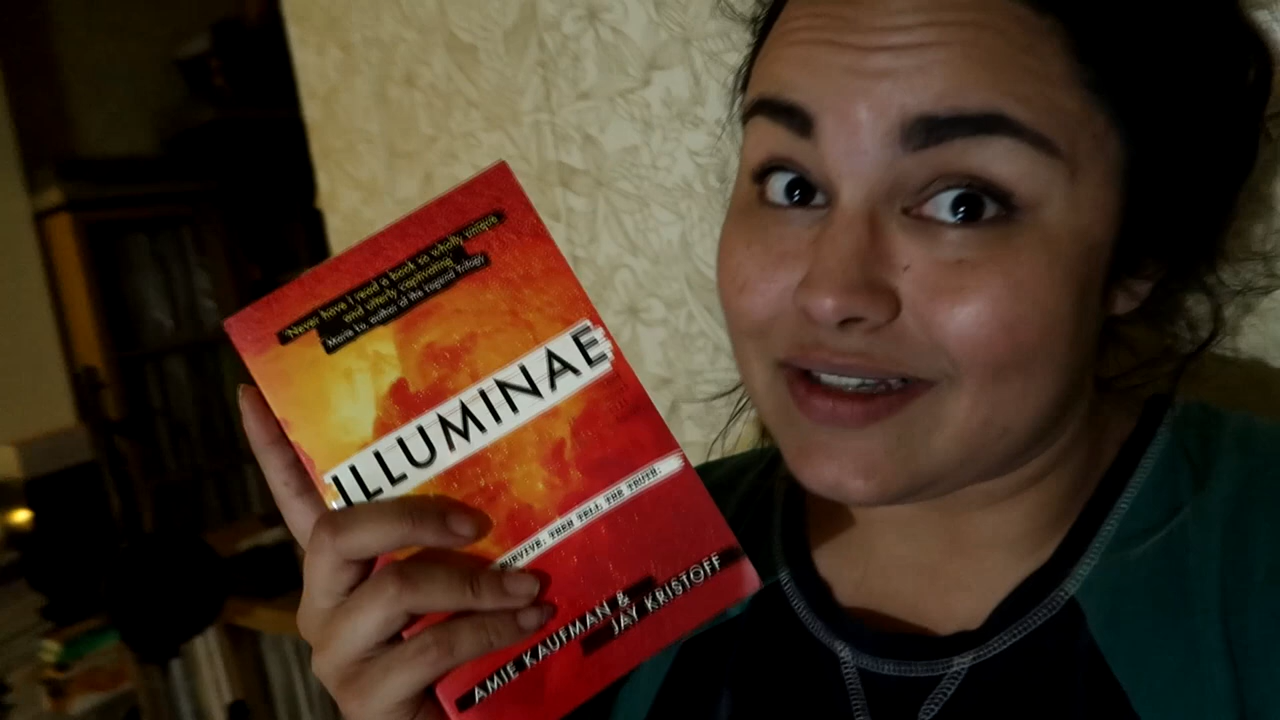 "Never have I read a book so wholly unique
and utterly captivating."
Marie Lu, author of the Legend Trilogy
ILLUMINAE
SURVIVE. THEN TELL THE TRUTH.
AMIE KAUFMAN &
JAY KRISTOFF